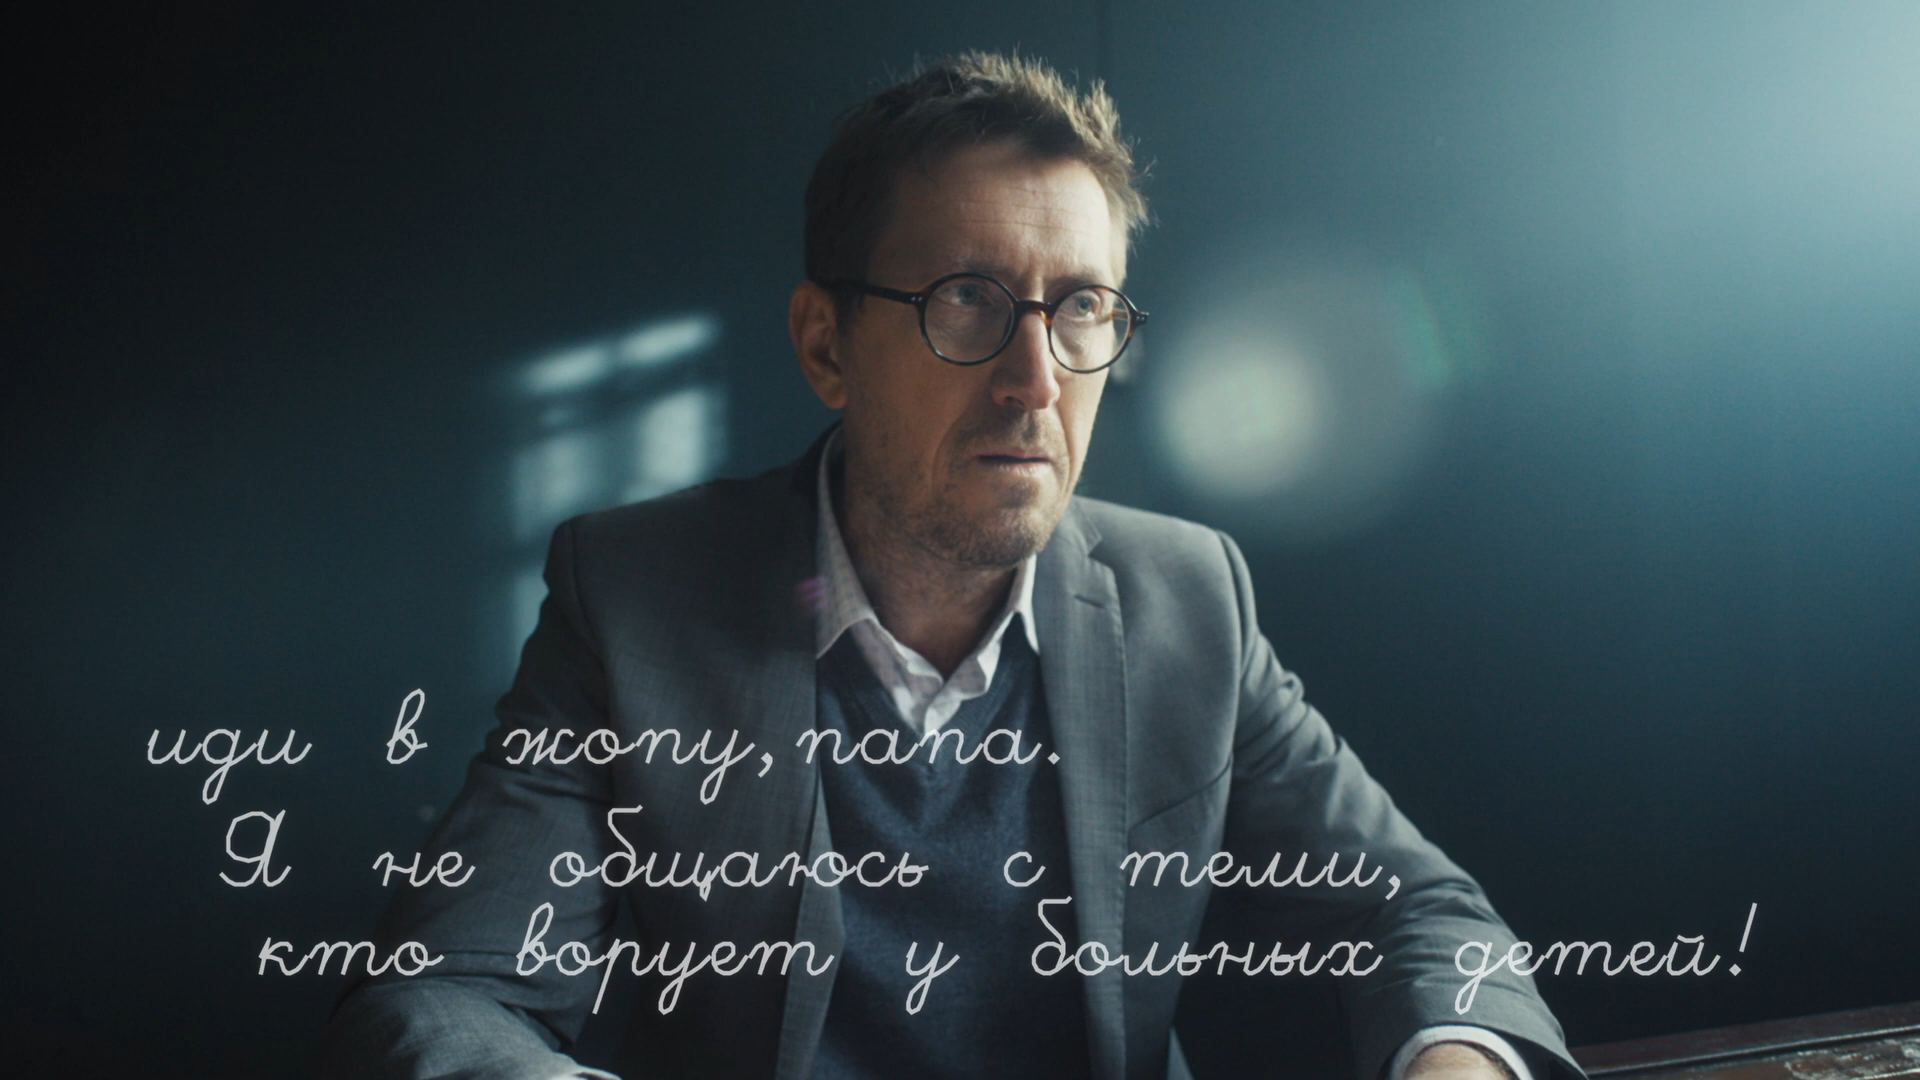 иди в жопу, папа.
Я не общаюсь с теми,
кто ворует у больных детей!